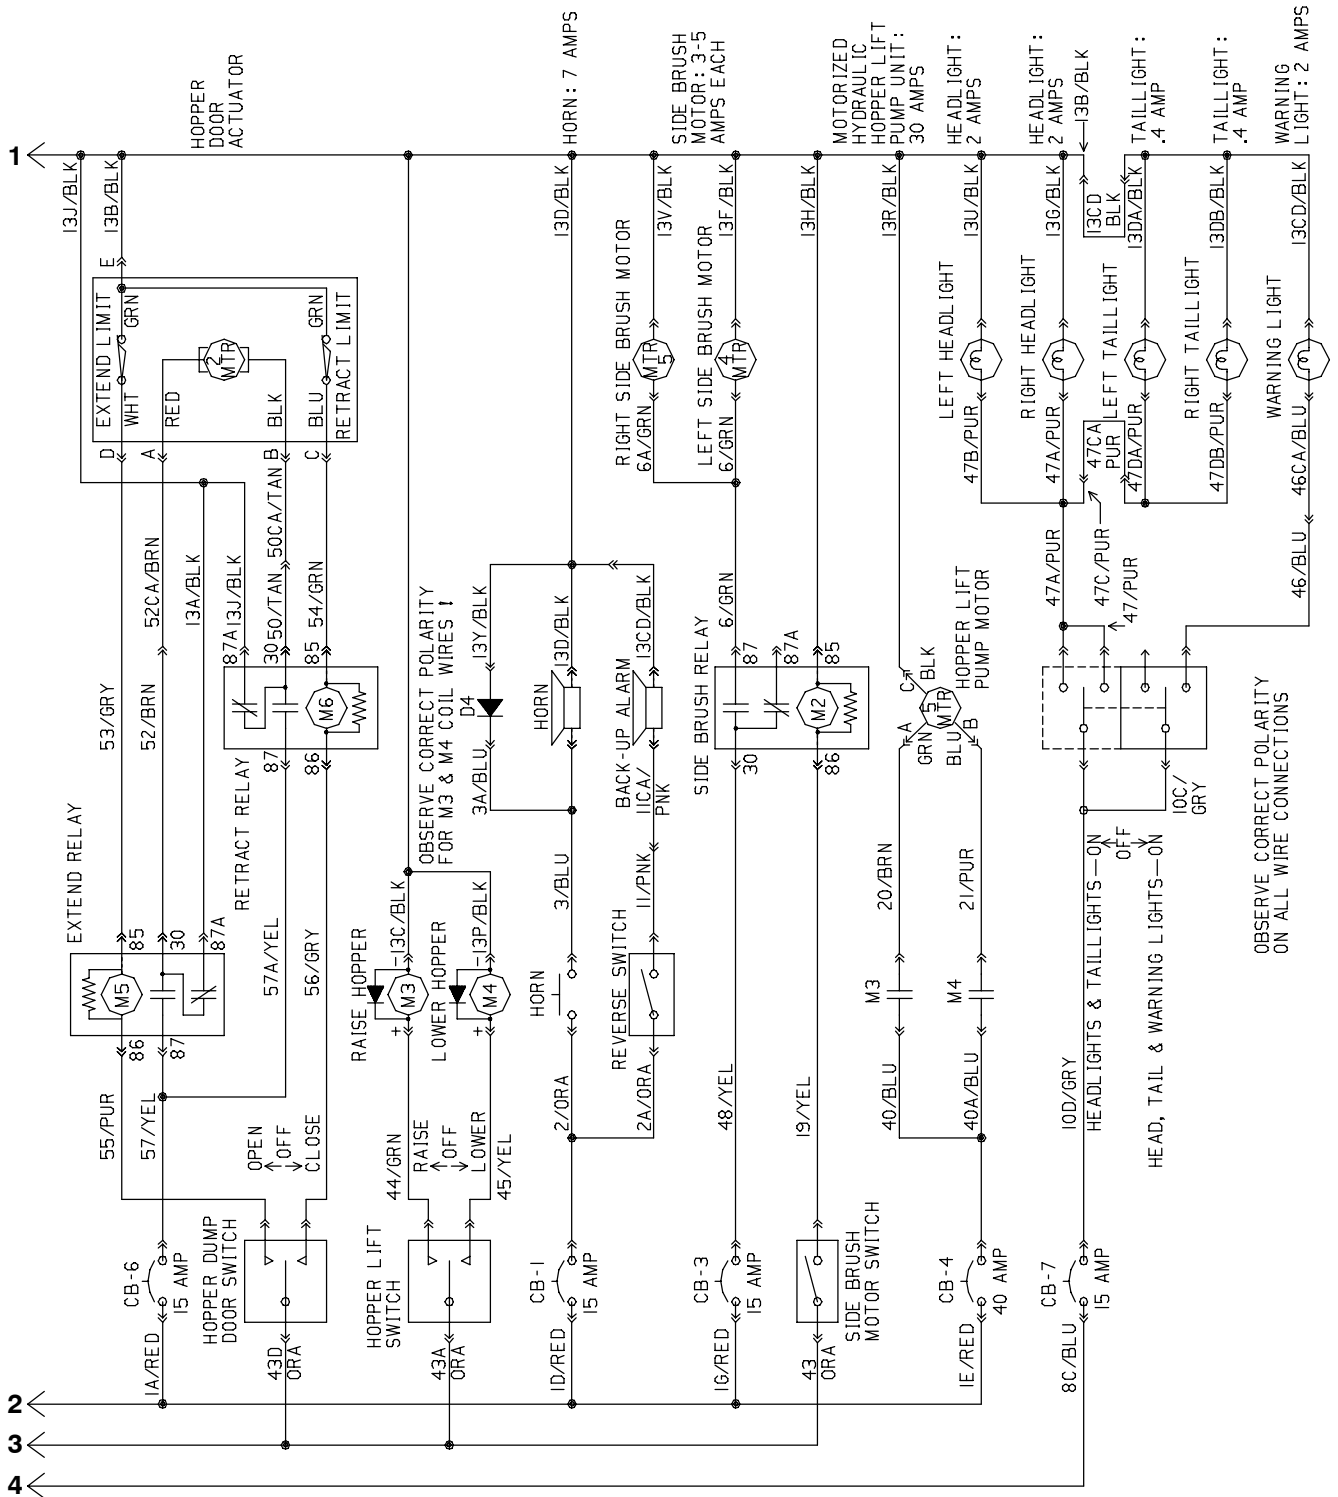 1
2
3
4
HOPPER
DOOR
ACTUATOR
HORN: 7 AMPS
SIDE BRUSH
MOTOR: 3-5
AMPS EACH
MOTORIZED
HYDRAULIC
HOPPER LIFT
PUMP UNIT:
30 AMPS
HEADLIGHT:
2 AMPS
HEADLIGHT:
2 AMPS
13B/BLK
TAILLIGHT:
.4 AMP
TAILLIGHT:
.4 AMP
WARNING
LIGHT: 2 AMPS
13J/BLK
13B/BLK
13D/BLK
13V/BLK
13F/BLK
13H/BLK
13R/BLK
13U/BLK
13G/BLK
13CD
BLK
13DA/BLK
13DB/BLK
13CD/BLK
E
EXTEND LIMIT
GRN
WHT
RED
2
MTR
BLK
GRN
BLU
RETRACT LIMIT
D
A
B
C
RIGHT SIDE BRUSH MOTOR
MTR
5
6A/GRN
LEFT SIDE BRUSH MOTOR
4
MTR
6/GRN
LEFT HEADLIGHT
47B/PUR
RIGHT HEADLIGHT
47A/PUR
47CA
PUR
LEFT TAILLIGHT
47DA/PUR
RIGHT TAILLIGHT
47DB/PUR
WARNING LIGHT
46CA/BLU
53/GRY
52CA/BRN
52/BRN
13A/BLK
13J/BLK
87A
50CA/TAN
50/TAN
30
54/GRN
85
M6
87
86
RETRACT RELAY
OBSERVE CORRECT POLARITY
FOR M3 & M4 COIL WIRES !
13Y/BLK
D4
3A/BLU
13D/BLK
HORN
13CD/BLK
BACK-UP ALARM
11CA/
PNK
6/GRN
SIDE BRUSH RELAY
87
87A
85
M2
30
86
C
BLK
A
GRN
5
MTR
BLU
B
HOPPER LIFT
PUMP MOTOR
47A/PUR
47C/PUR
47/PUR
46/BLU
10C/
GRY
OBSERVE CORRECT POLARITY
ON ALL WIRE CONNECTIONS
EXTEND RELAY
85
30
87A
M5
86
87
57A/YEL
56/GRY
RAISE HOPPER
13C/BLK
-
M3
+
LOWER HOPPER
13P/BLK
-
M4
+
3/BLU
HORN
11/PNK
REVERSE SWITCH
20/BRN
M3
21/PUR
M4
HEADLIGHTS & TAILLIGHTS—ON
OFF
HEAD, TAIL & WARNING LIGHTS—ON
55/PUR
57/YEL
OPEN
OFF
CLOSE
44/GRN
RAISE
OFF
LOWER
45/YEL
2/ORA
2A/ORA
48/YEL
19/YEL
40/BLU
40A/BLU
10D/GRY
CB-6
15 AMP
HOPPER DUMP
DOOR SWITCH
HOPPER LIFT
SWITCH
CB-1
15 AMP
CB-3
15 AMP
SIDE BRUSH
MOTOR SWITCH
CB-4
40 AMP
CB-7
15 AMP
1A/RED
43D
ORA
43A
ORA
1D/RED
1G/RED
43
ORA
1E/RED
8C/BLU